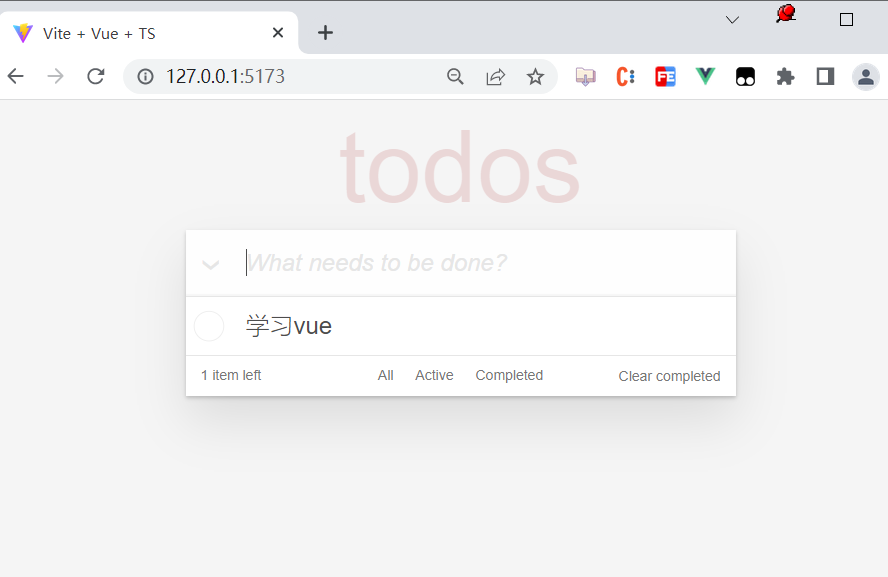 Vite + Vue + TS
127.0.0.1:5173
C
FE
todos
What needs to be done?
学习vue
1 item left All Active Completed Clear completed